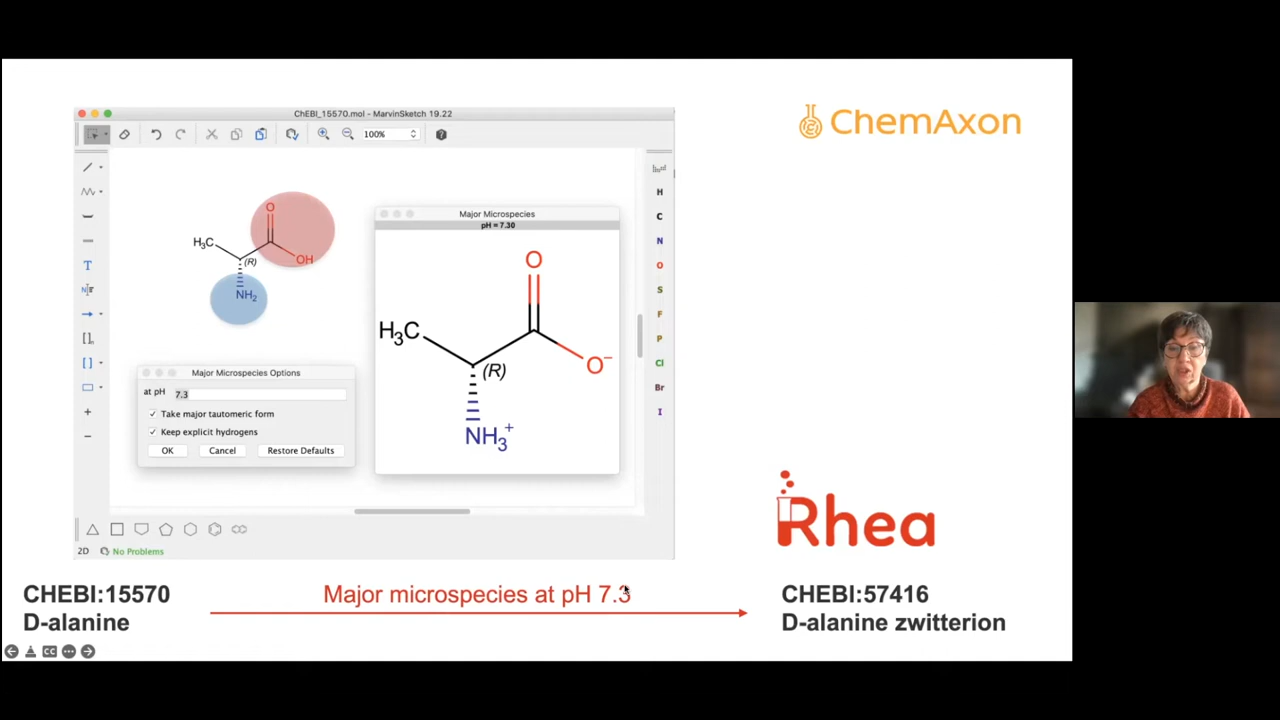 ChEBI_15570.mol - MarvinSketch 19.22
100%
ChemAxon
O
H3C
(R)
OH
NH2
Major Microspecies
pH = 7.30
O
H3C
(R)
O−
NH3+
Major Microspecies Options
at pH 7.3
Take major tautomeric form
Keep explicit hydrogens
OK Cancel Restore Defaults
T
H
C
N
O
S
F
P
Cl
Br
I
2D No Problems
Rhea
CHEBI:15570
D-alanine
Major microspecies at pH 7.3
CHEBI:57416
D-alanine zwitterion
CC